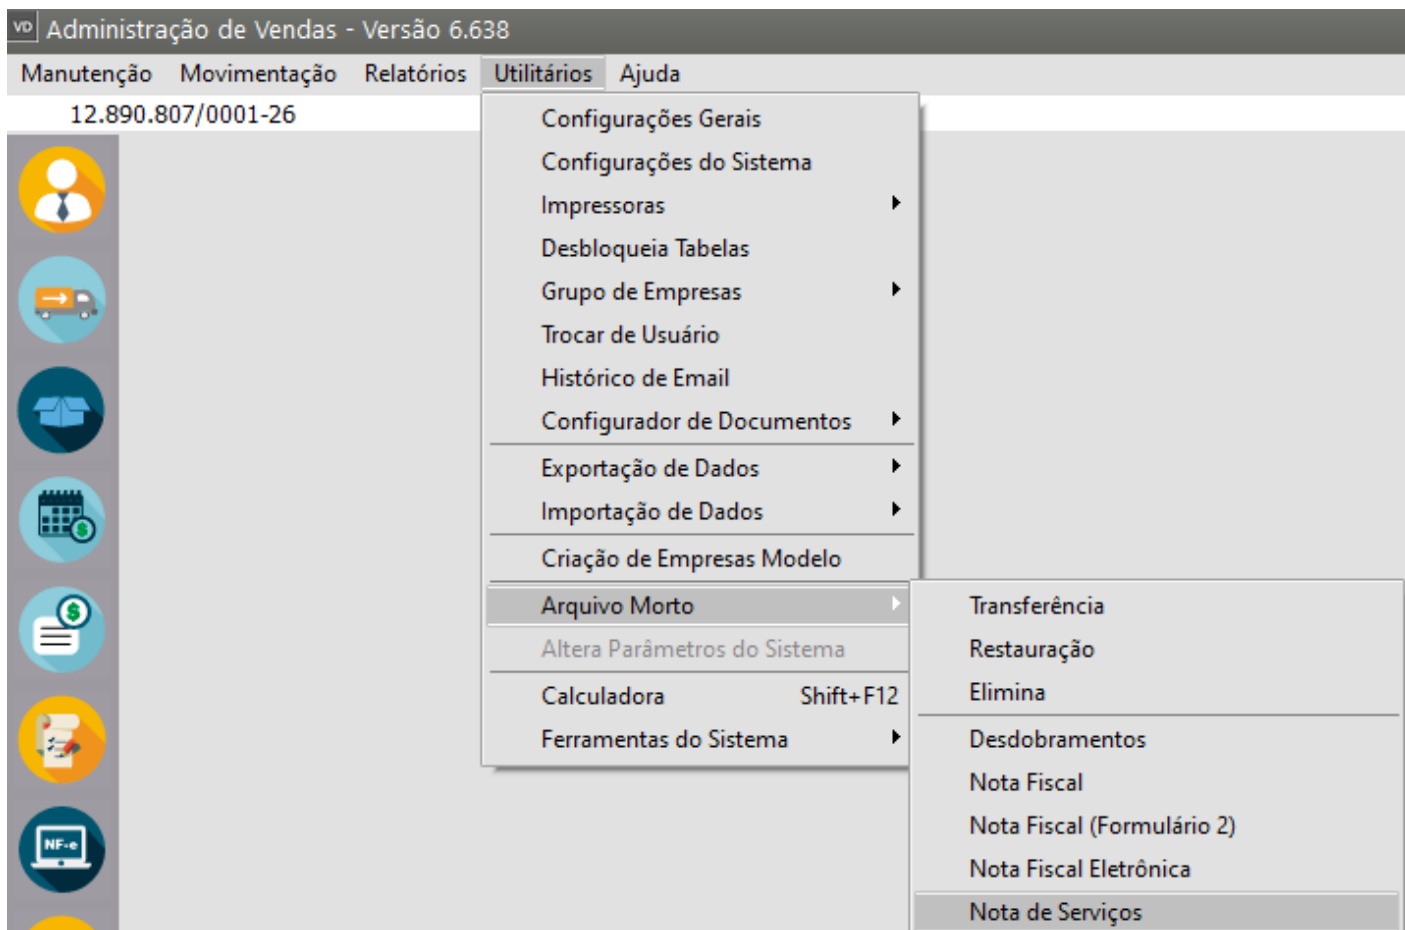 VD Administração de Vendas - Versão 6.638
Manutenção Movimentação Relatórios Utilitários Ajuda
12.890.807/0001-26
Configurações Gerais
Configurações do Sistema
Impressoras
Desbloqueia Tabelas
Grupo de Empresas
Trocar de Usuário
Histórico de Email
Configurador de Documentos
Exportação de Dados
Importação de Dados
Criação de Empresas Modelo
Arquivo Morto
Altera Parâmetros do Sistema
Calculadora Shift+F12
Ferramentas do Sistema
Transferência
Restauração
Elimina
Desdobramentos
Nota Fiscal
Nota Fiscal (Formulário 2)
Nota Fiscal Eletrônica
Nota de Serviços
$
$
NF-e